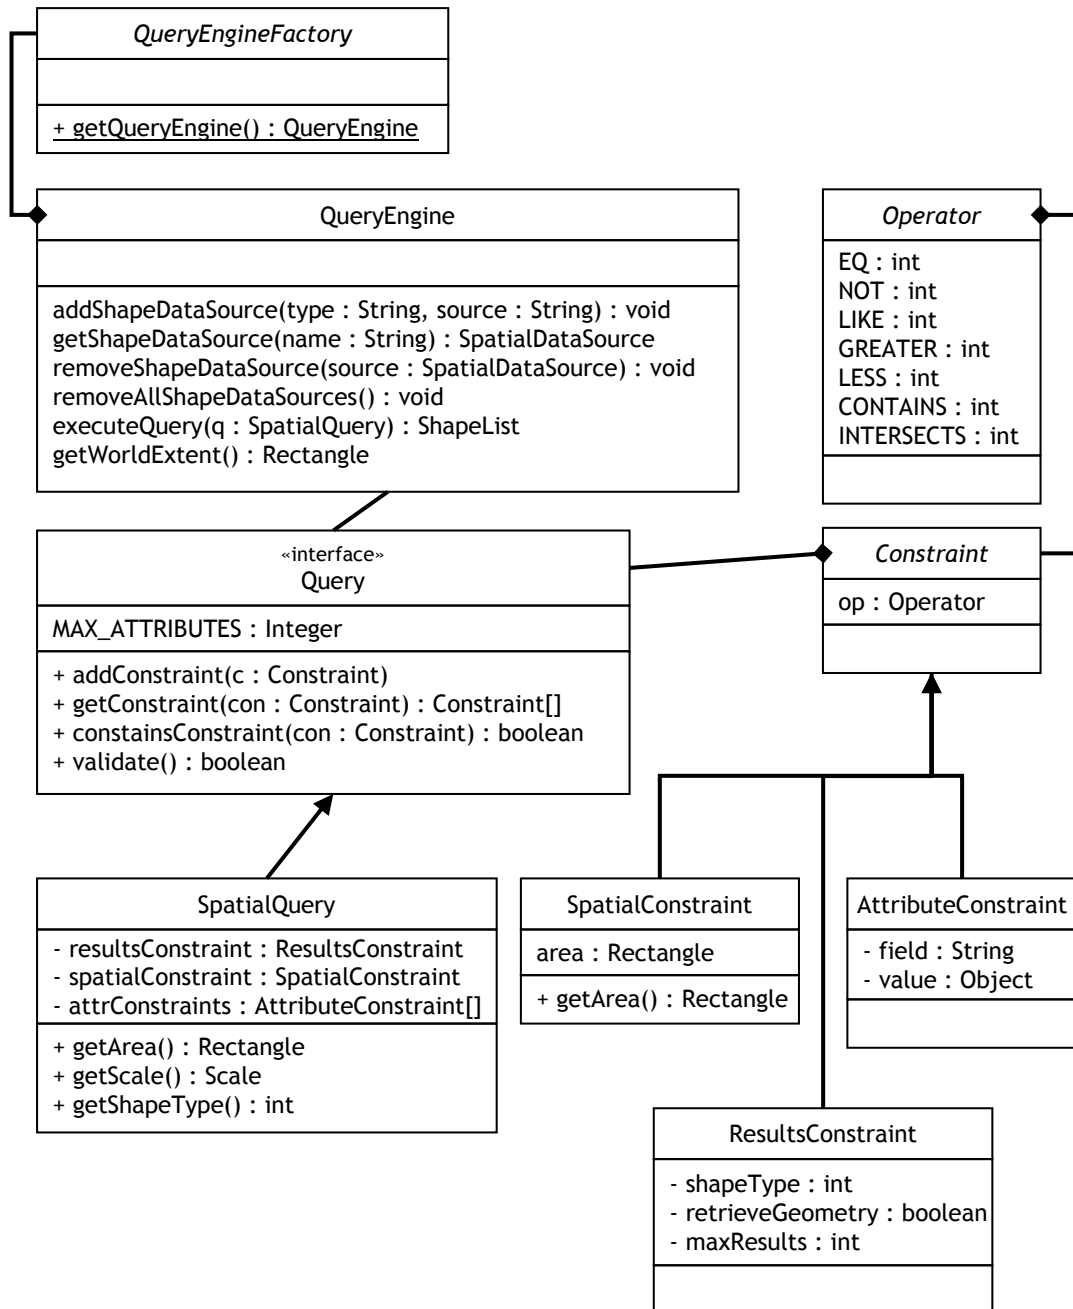 QueryEngineFactory
+ getQueryEngine() : QueryEngine
QueryEngine
addShapeDataSource(type : String, source : String) : void
getShapeDataSource(name : String) : SpatialDataSource
removeShapeDataSource(source : SpatialDataSource) : void
removeAllShapeDataSources() : void
executeQuery(q : SpatialQuery) : ShapeList
getWorldExtent() : Rectangle
Operator
EQ : int
NOT : int
LIKE : int
GREATER : int
LESS : int
CONTAINS : int
INTERSECTS : int
«interface»
Query
MAX_ATTRIBUTES : Integer
+ addConstraint(c : Constraint)
+ getConstraint(con : Constraint) : Constraint[]
+ constainsConstraint(con : Constraint) : boolean
+ validate() : boolean
Constraint
op : Operator
SpatialQuery
- resultsConstraint : ResultsConstraint
- spatialConstraint : SpatialConstraint
- attrConstraints : AttributeConstraint[]
+ getArea() : Rectangle
+ getScale() : Scale
+ getShapeType() : int
SpatialConstraint
area : Rectangle
+ getArea() : Rectangle
AttributeConstraint
- field : String
- value : Object
ResultsConstraint
- shapeType : int
- retrieveGeometry : boolean
- maxResults : int